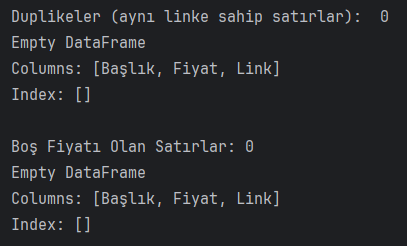 Duplikeler (aynı linke sahip satırlar):  0
Empty DataFrame
Columns: [Başlık, Fiyat, Link]
Index: []
Boş Fiyatı Olan Satırlar: 0
Empty DataFrame
Columns: [Başlık, Fiyat, Link]
Index: []